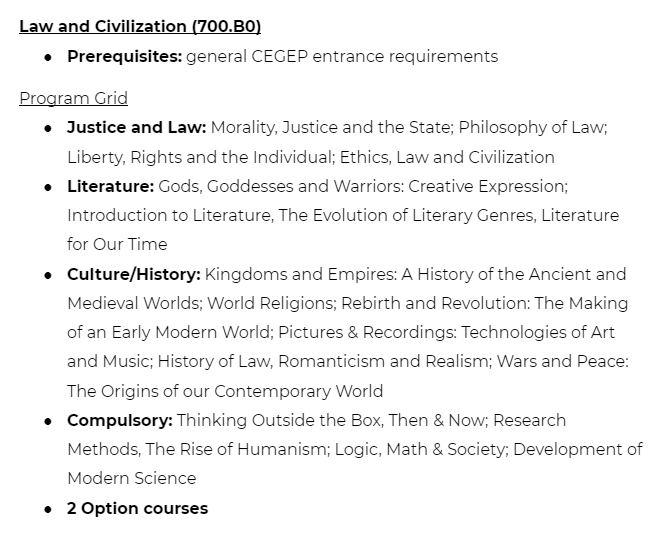 Law and Civilization (700.B0)
● Prerequisites: general CEGEP entrance requirements
Program Grid
● Justice and Law: Morality, Justice and the State; Philosophy of Law;
Liberty, Rights and the Individual; Ethics, Law and Civilization
● Literature: Gods, Goddesses and Warriors: Creative Expression;
Introduction to Literature, The Evolution of Literary Genres, Literature
for Our Time
● Culture/History: Kingdoms and Empires: A History of the Ancient and
Medieval Worlds; World Religions; Rebirth and Revolution: The Making
of an Early Modern World; Pictures & Recordings: Technologies of Art
and Music; History of Law, Romanticism and Realism; Wars and Peace:
The Origins of our Contemporary World
● Compulsory: Thinking Outside the Box, Then & Now; Research
Methods, The Rise of Humanism; Logic, Math & Society; Development of
Modern Science
● 2 Option courses